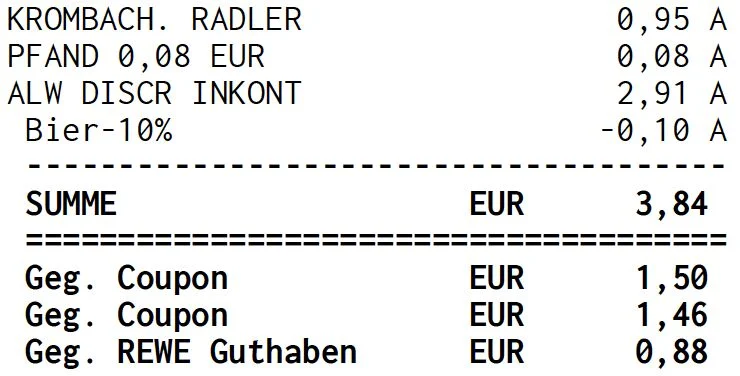 KROMBACH. RADLER 0,95 A
PFAND 0,08 EUR 0,08 A
ALW DISCR INKONT 2,91 A
Bier-10% -0,10 A
--------------------------------------
SUMME EUR 3,84
======================================
Geg. Coupon EUR 1,50
Geg. Coupon EUR 1,46
Geg. REWE Guthaben EUR 0,88